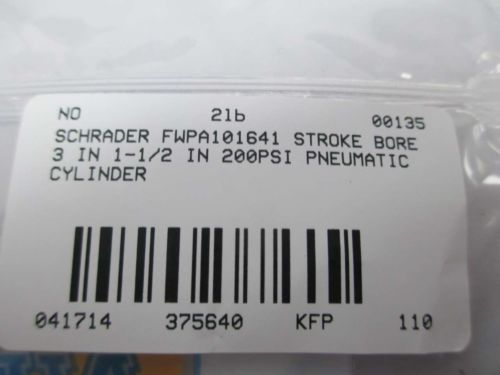 NO 2lb 00135
SCHRADER FWPA101641 STROKE BORE
3 IN 1-1/2 IN 200PSI PNEUMATIC
CYLINDER
041714 375640 KFP 110